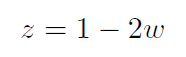 z = 1 − 2w